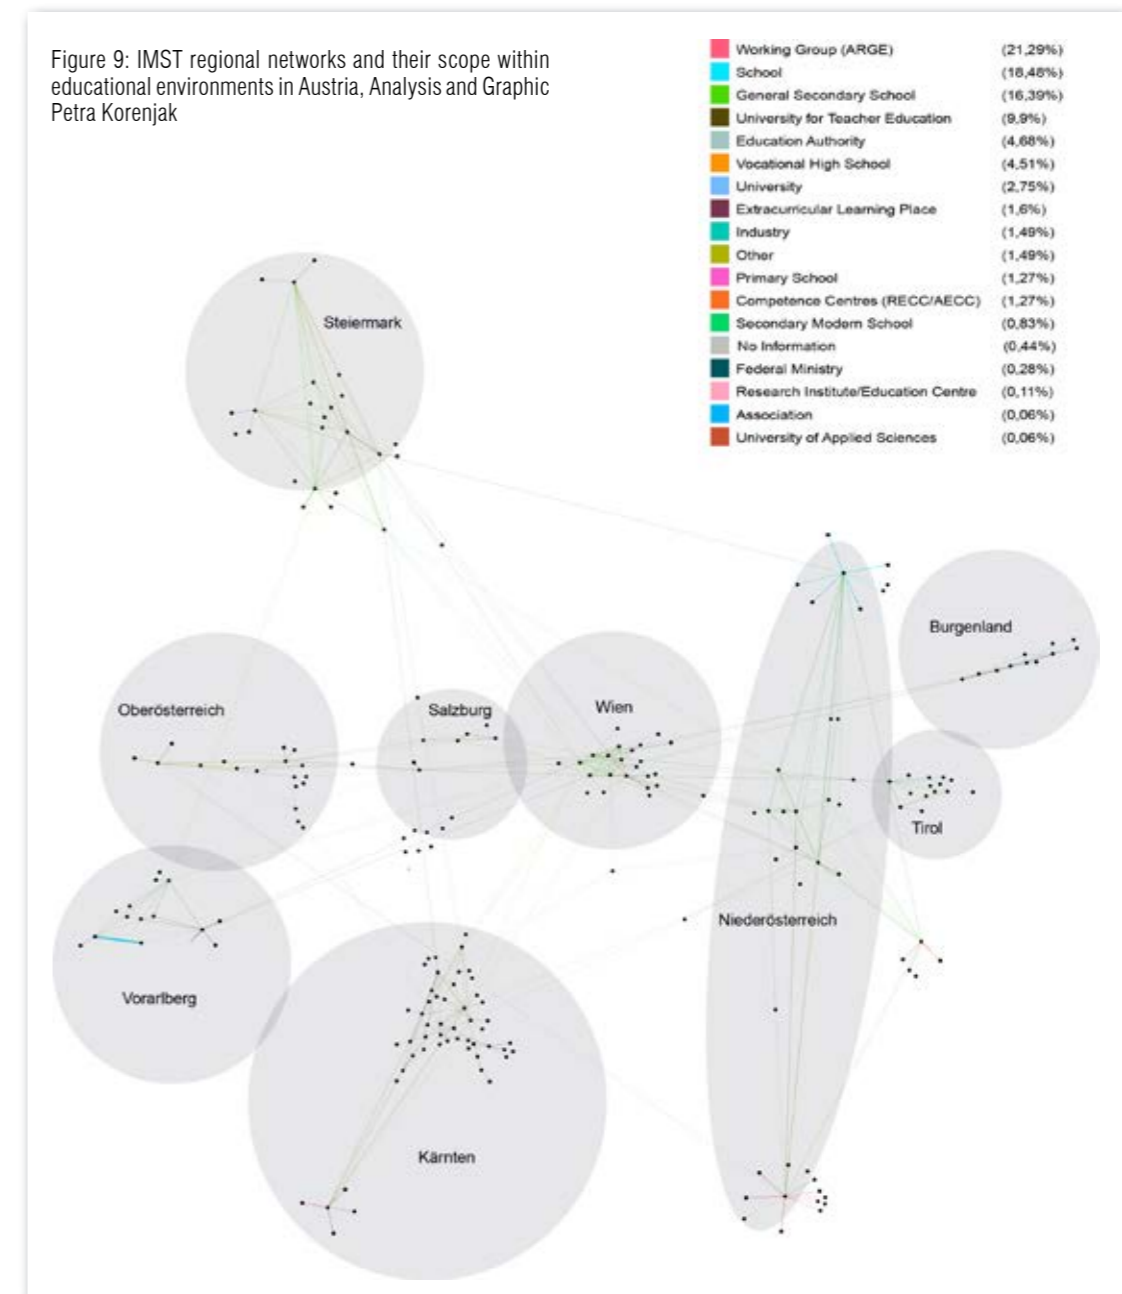 Figure 9: IMST regional networks and their scope within
educational environments in Austria, Analysis and Graphic
Petra Korenjak
Working Group (ARGE) (21,29%)
School (18,48%)
General Secondary School (16,39%)
University for Teacher Education (9,9%)
Education Authority (4,68%)
Vocational High School (4,51%)
University (2,75%)
Extracurricular Learning Place (1,6%)
Industry (1,49%)
Other (1,49%)
Primary School (1,27%)
Competence Centres (RECC/AECC) (1,27%)
Secondary Modern School (0,83%)
No Information (0,44%)
Federal Ministry (0,28%)
Research Institute/Education Centre (0,11%)
Association (0,06%)
University of Applied Sciences (0,06%)
Steiermark
Burgenland
Oberösterreich
Salzburg
Wien
Tirol
Niederösterreich
Vorarlberg
Kärnten